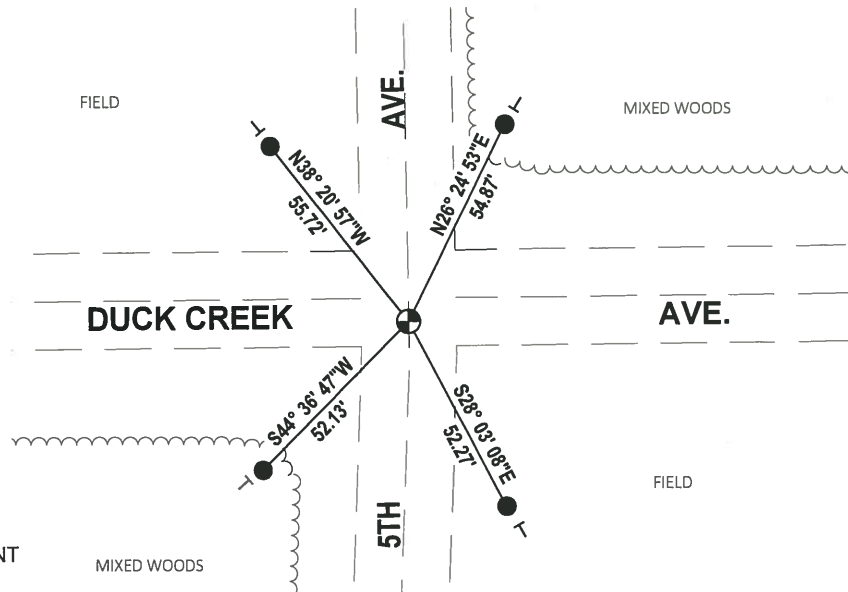 FIELD
AVE.
MIXED WOODS
N38° 20' 57"W
55.72'
N26° 24' 53"E
54.87'
DUCK CREEK
AVE.
S44° 36' 47"W
52.13'
S28° 03' 08"E
52.27'
FIELD
5TH
NT
MIXED WOODS